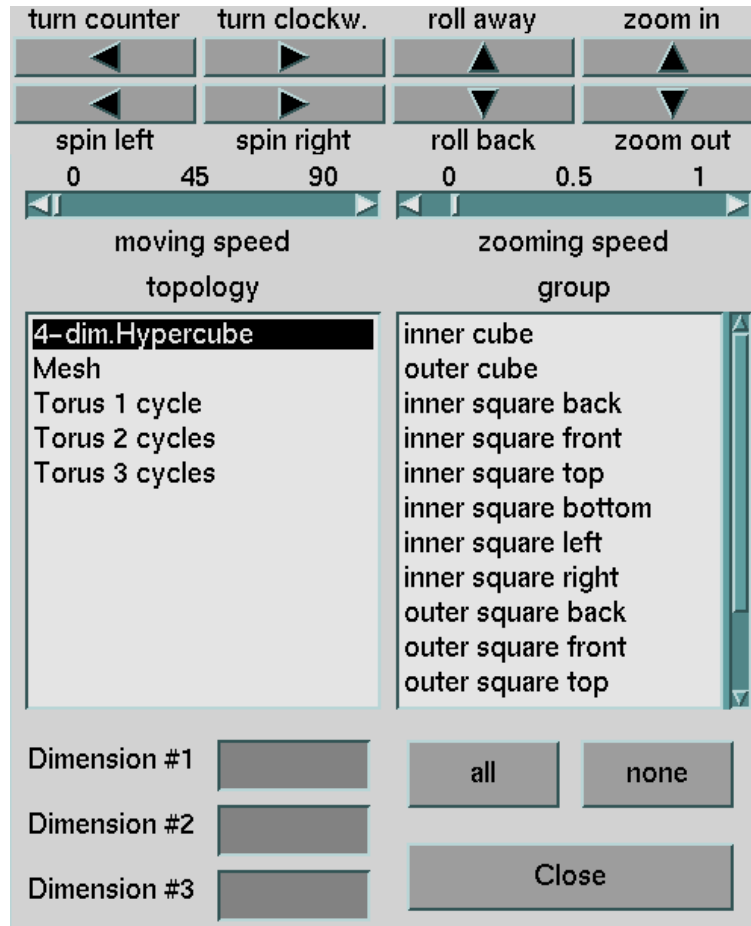 turn counter turn clockw. roll away zoom in
spin left spin right roll back zoom out
0 45 90 0 0.5 1
moving speed zooming speed
topology group
4-dim.Hypercube
Mesh
Torus 1 cycle
Torus 2 cycles
Torus 3 cycles
inner cube
outer cube
inner square back
inner square front
inner square top
inner square bottom
inner square left
inner square right
outer square back
outer square front
outer square top
Dimension #1
Dimension #2
Dimension #3
all none
Close